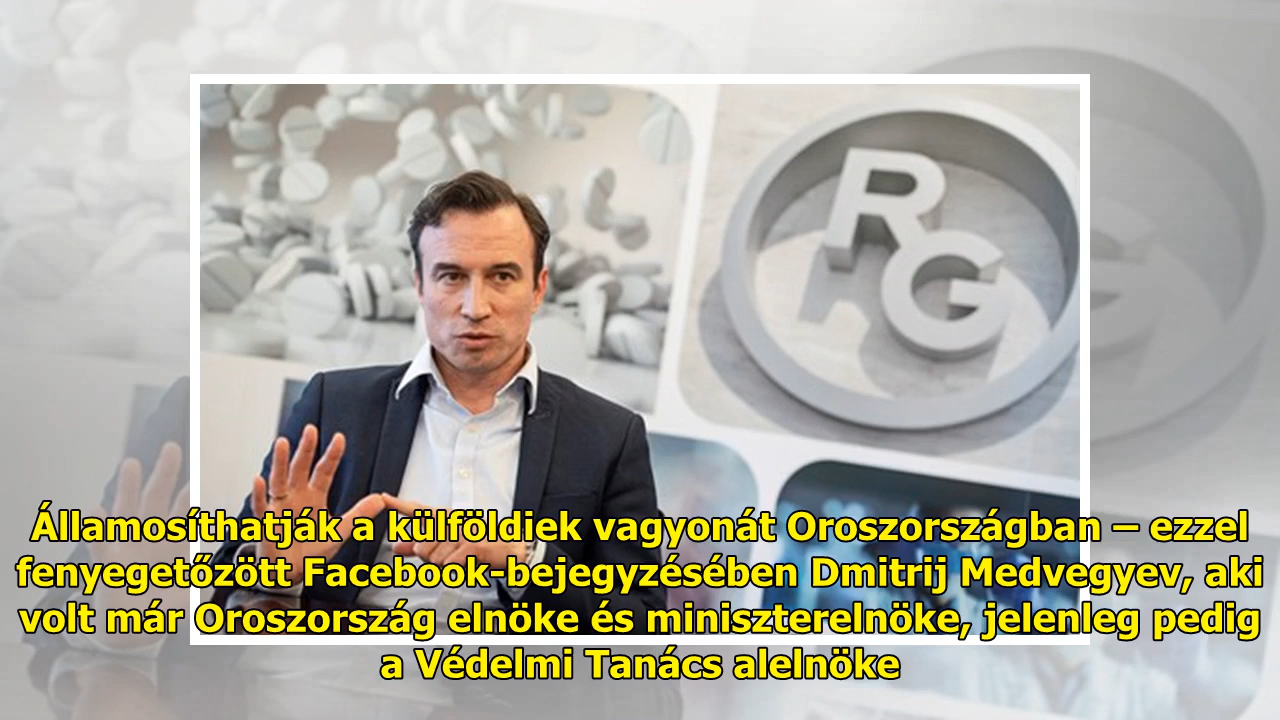 RG
Államosíthatják a külföldiek vagyonát Oroszországban – ezzel
fenyegetőzött Facebook-bejegyzésében Dmitrij Medvegyev, aki
volt már Oroszország elnöke és miniszterelnöke, jelenleg pedig
a Védelmi Tanács alelnöke